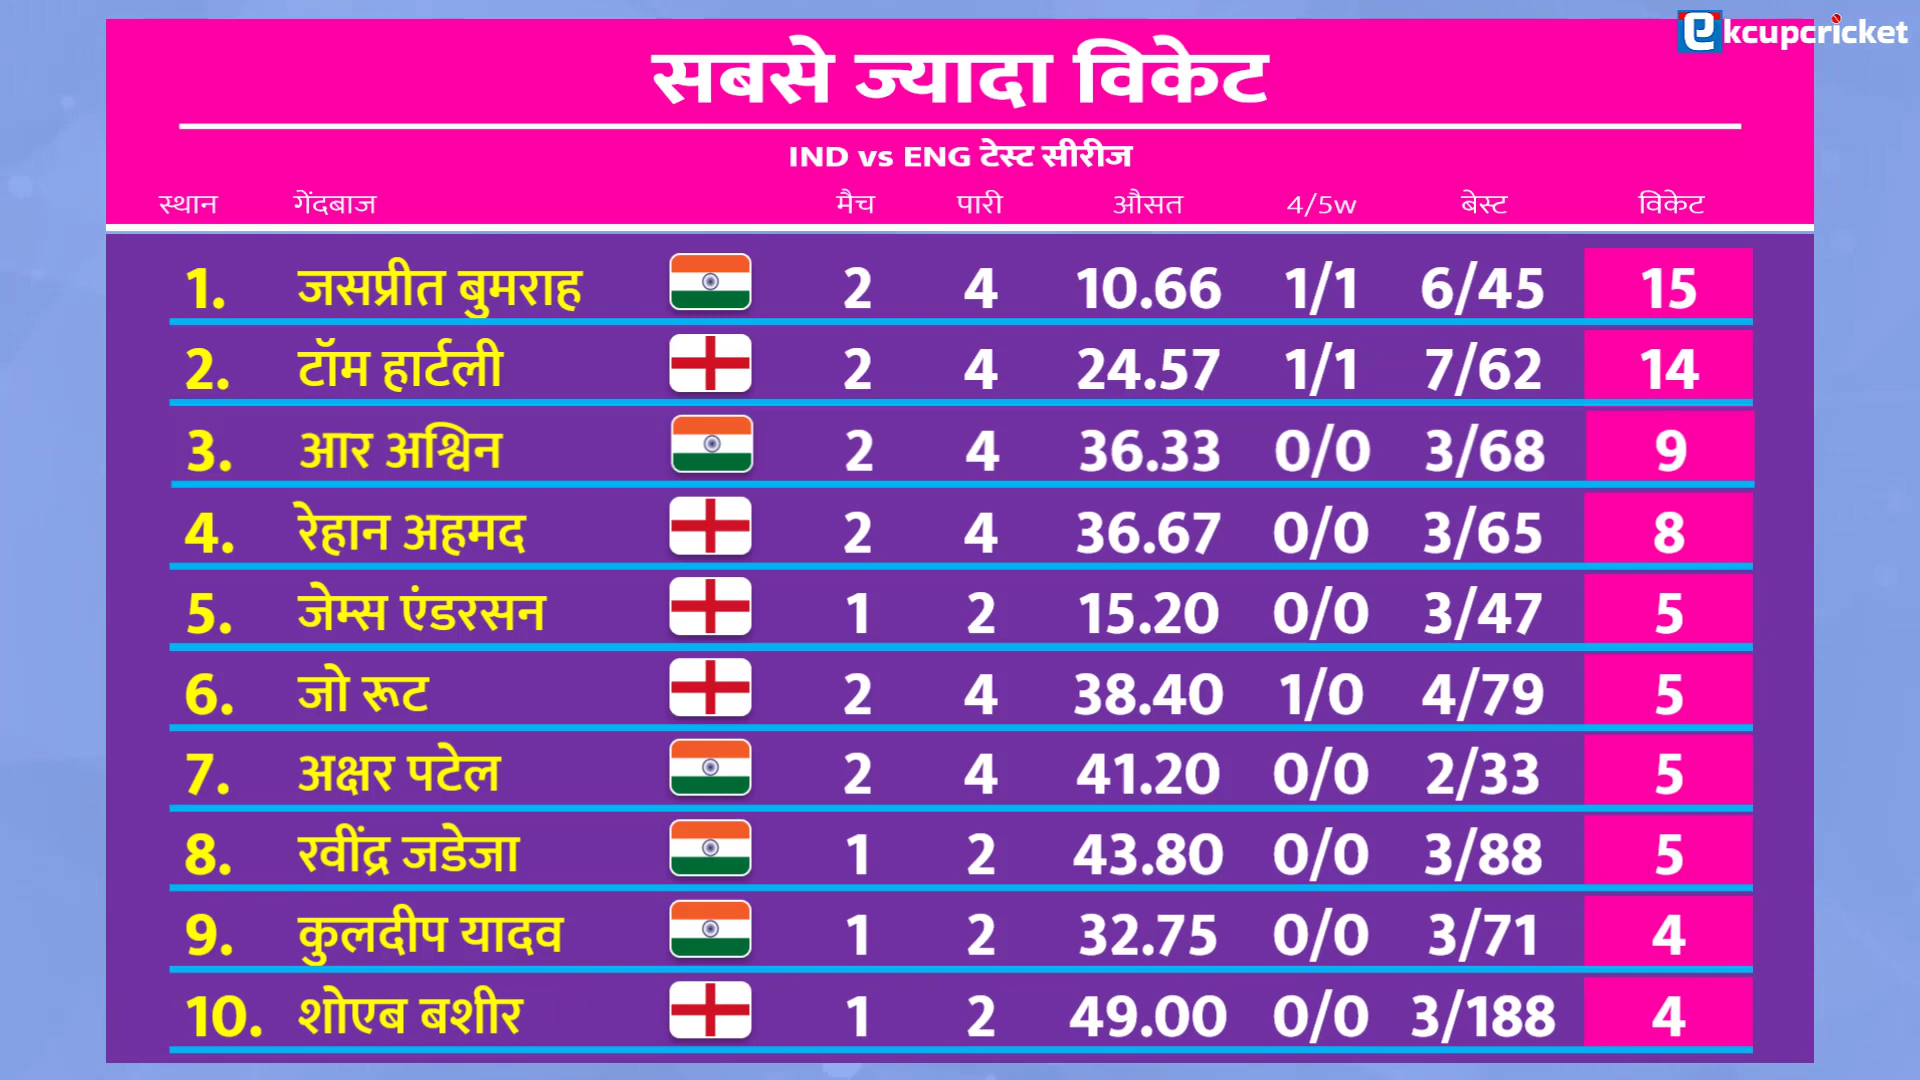 ekcupcricket
सबसे ज्यादा विकेट
IND vs ENG टेस्ट सीरीज
स्थान गेंदबाज मैच पारी औसत 4/5w बेस्ट विकेट
1. जसप्रीत बुमराह 2 4 10.66 1/1 6/45 15
2. टॉम हार्टली 2 4 24.57 1/1 7/62 14
3. आर अश्विन 2 4 36.33 0/0 3/68 9
4. रेहान अहमद 2 4 36.67 0/0 3/65 8
5. जेम्स एंडरसन 1 2 15.20 0/0 3/47 5
6. जो रूट 2 4 38.40 1/0 4/79 5
7. अक्षर पटेल 2 4 41.20 0/0 2/33 5
8. रवींद्र जडेजा 1 2 43.80 0/0 3/88 5
9. कुलदीप यादव 1 2 32.75 0/0 3/71 4
10. शोएब बशीर 1 2 49.00 0/0 3/188 4